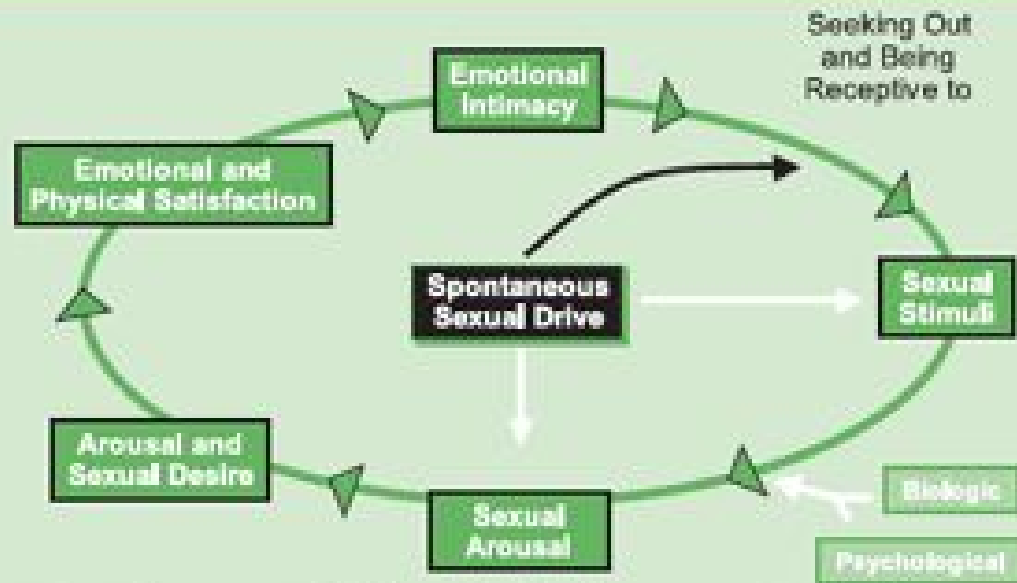 Seeking Out
and Being
Receptive to
Emotional
Intimacy
Emotional and
Physical Satisfaction
Spontaneous
Sexual Drive
Sexual
Stimuli
Arousal and
Sexual Desire
Sexual
Arousal
Biologic
Psychological